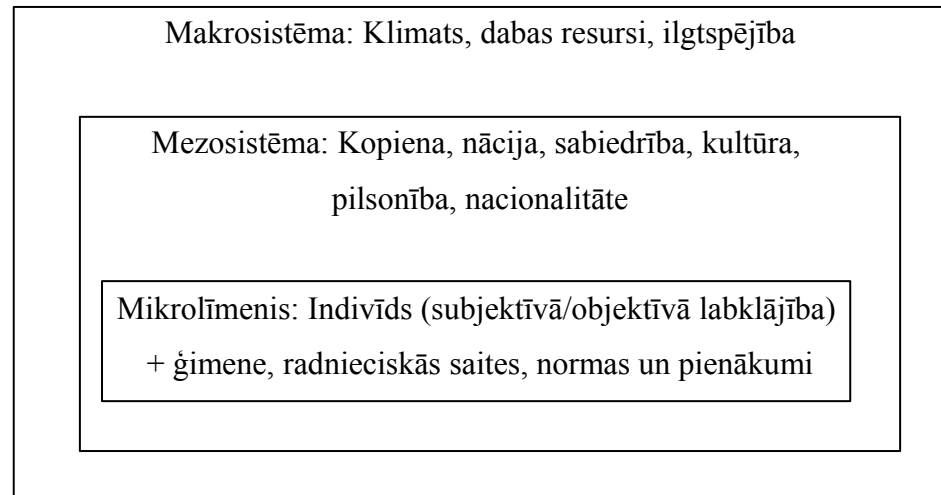 Makrosistēma: Klimats, dabas resursi, ilgtspējība
Mezosistēma: Kopiena, nācija, sabiedrība, kultūra,
pilsonība, nacionalitāte
Mikrolīmenis: Indivīds (subjektīvā/objektīvā labklājība)
+ ģimene, radnieciskās saites, normas un pienākumi